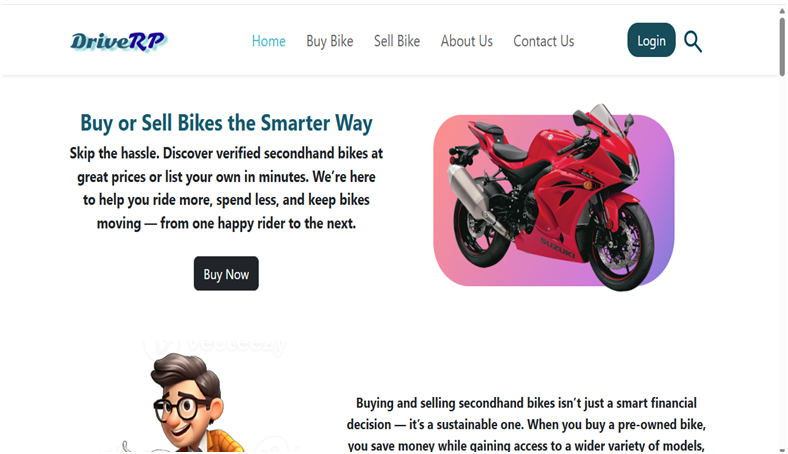 DriveRP
Home Buy Bike Sell Bike About Us Contact Us Login
Buy or Sell Bikes the Smarter Way
Skip the hassle. Discover verified secondhand bikes at
great prices or list your own in minutes. We’re here
to help you ride more, spend less, and keep bikes
moving — from one happy rider to the next.
Buy Now
SUZUKI
vecteezy
Buying and selling secondhand bikes isn’t just a smart financial
decision — it’s a sustainable one. When you buy a pre-owned bike,
you save money while gaining access to a wider variety of models,